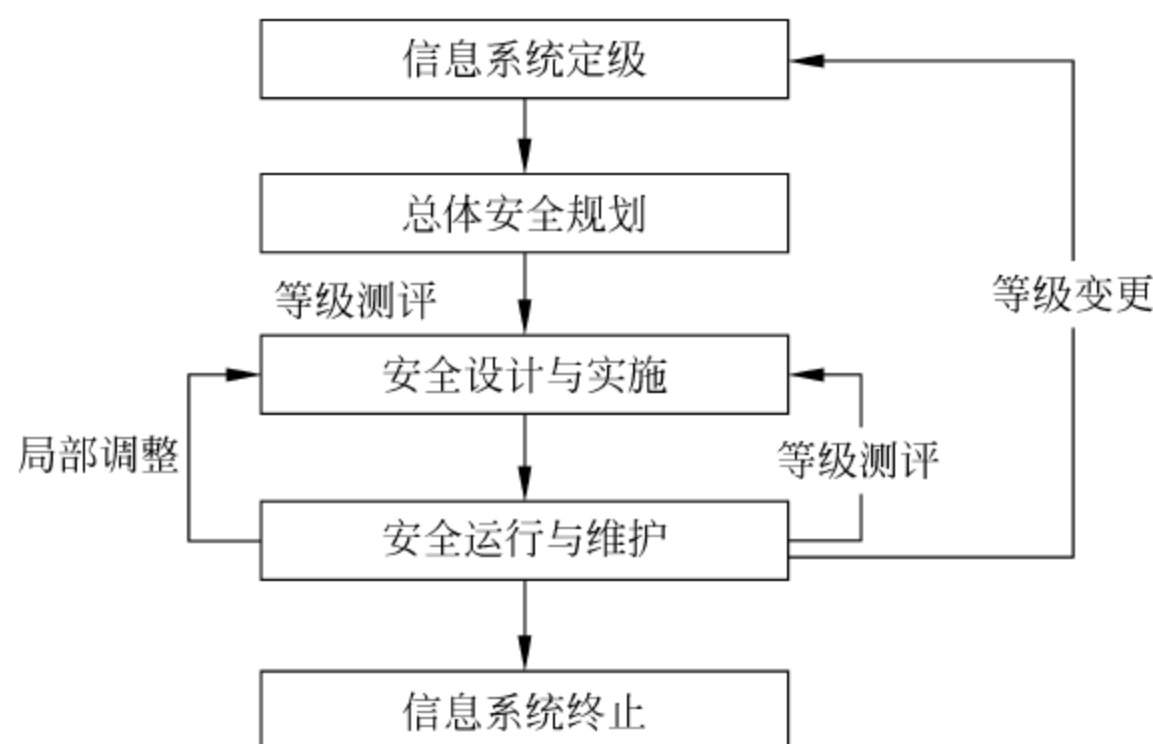 信息系统定级
总体安全规划
等级变更
等级测评
安全设计与实施
局部调整
等级测评
安全运行与维护
信息系统终止